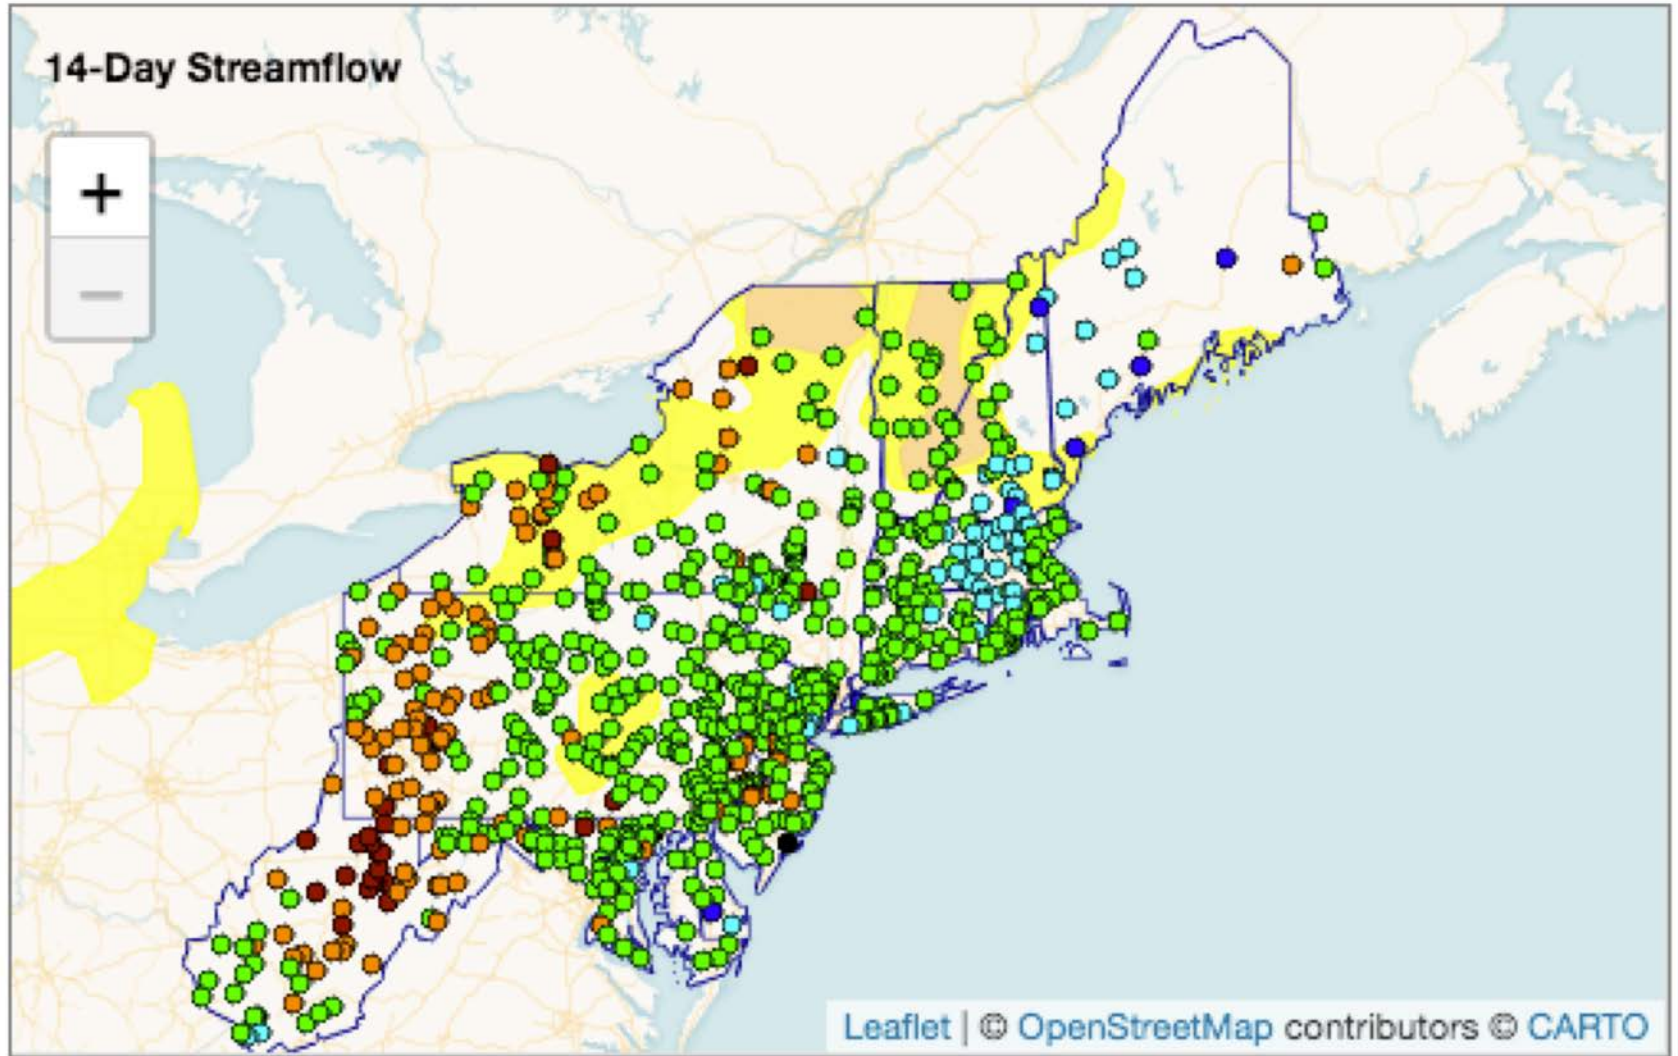 14-Day Streamflow
+
−
Leaflet | © OpenStreetMap contributors © CARTO